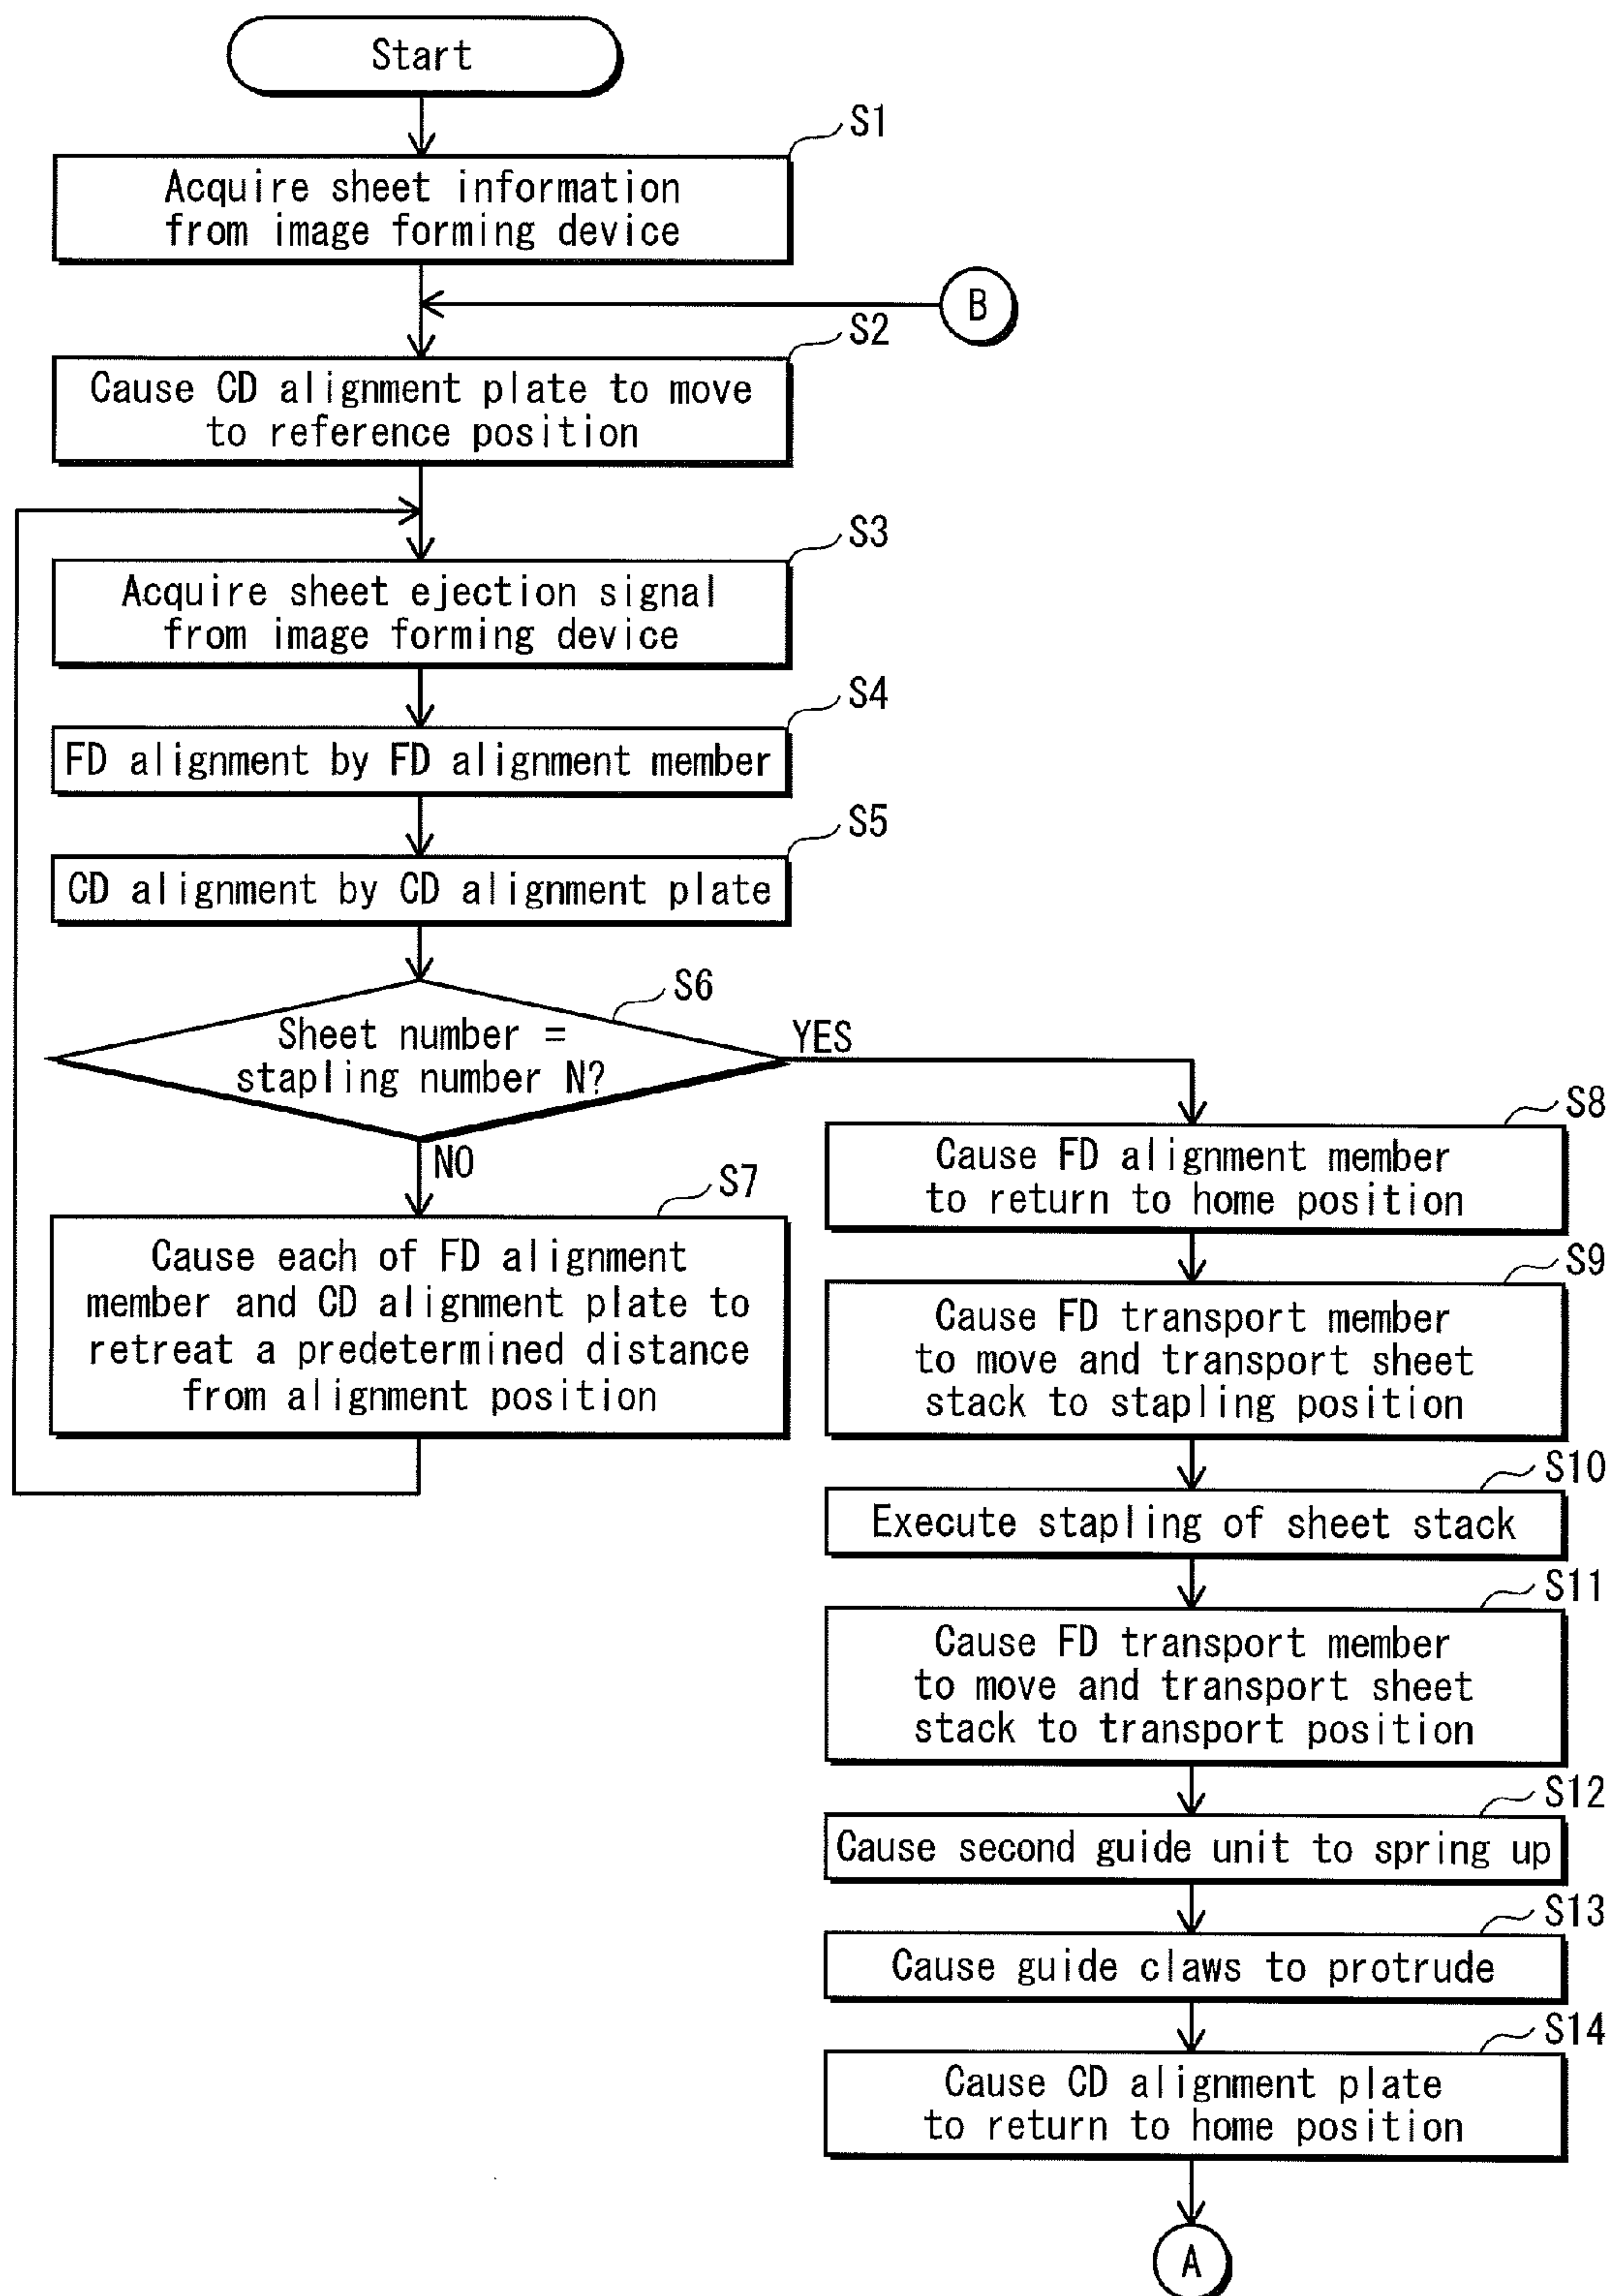 Start
S1
Acquire sheet information
from image forming device
B
S2
Cause CD alignment plate to move
to reference position
S3
Acquire sheet ejection signal
from image forming device
S4
FD alignment by FD alignment member
S5
CD alignment by CD alignment plate
S6
Sheet number =
stapling number N?
YES
NO
S7
Cause each of FD alignment
member and CD alignment plate to
retreat a predetermined distance
from alignment position
S8
Cause FD alignment member
to return to home position
S9
Cause FD transport member
to move and transport sheet
stack to stapling position
S10
Execute stapling of sheet stack
S11
Cause FD transport member
to move and transport sheet
stack to transport position
S12
Cause second guide unit to spring up
S13
Cause guide claws to protrude
S14
Cause CD alignment plate
to return to home position
A